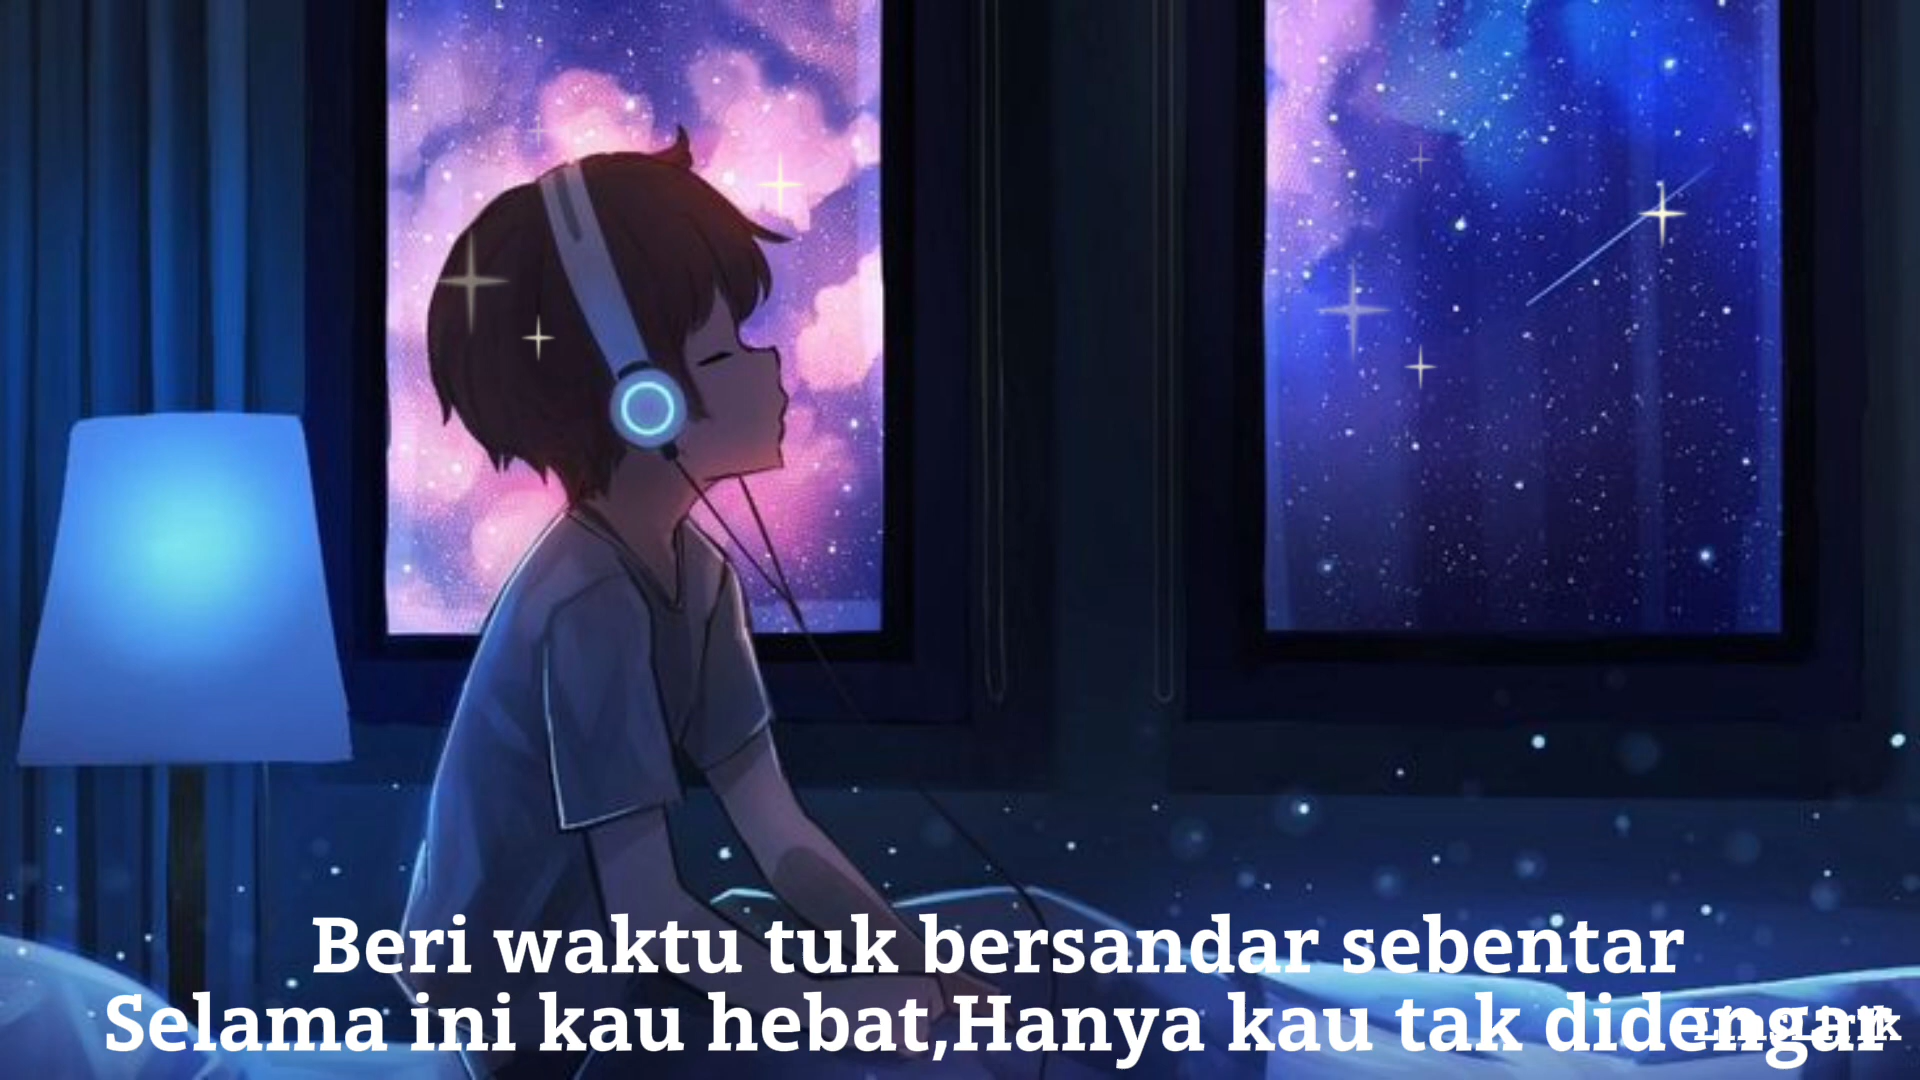 Beri waktu tuk bersandar sebentar
Selama ini kau hebat,Hanya kau tak didengar